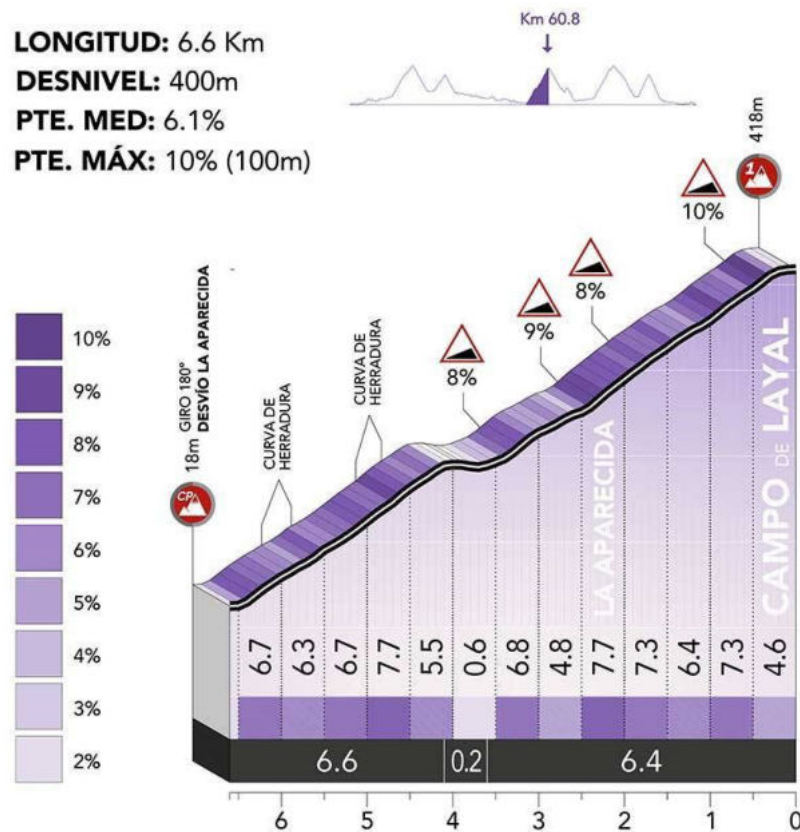 LONGITUD: 6.6 Km
DESNIVEL: 400m
PTE. MED: 6.1%
PTE. MÁX: 10% (100m)
Km 60.8
418m
1
10%
8%
9%
8%
CURVA DE
HERRADURA
CURVA DE
HERRADURA
18m GIRO 180º
DESVÍO LA APARECIDA
CP
10%
9%
8%
7%
6%
5%
4%
3%
2%
LA APARECIDA
CAMPO DE LAYAL
6.7 6.3 6.7 7.7 5.5 0.6 6.8 4.8 7.7 7.3 6.4 7.3 4.6
6.6 0.2 6.4
6 5 4 3 2 1 0